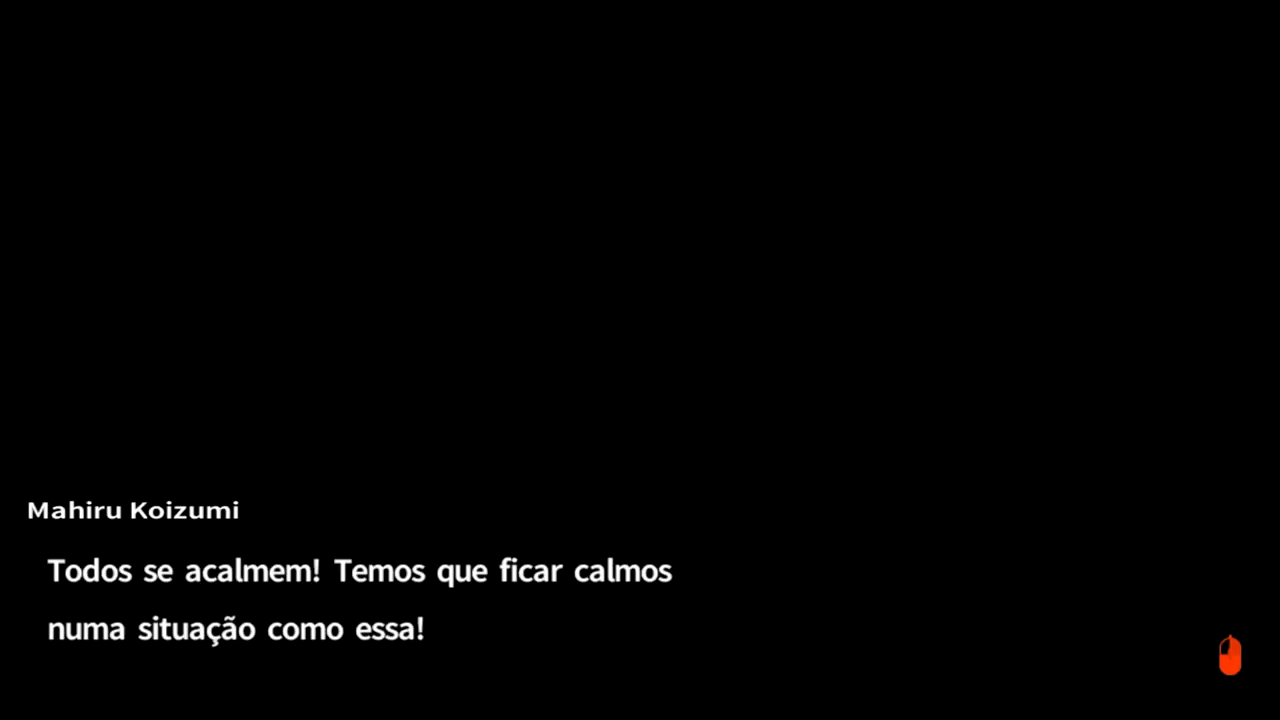 Mahiru Koizumi
Todos se acalmem! Temos que ficar calmos
numa situação como essa!